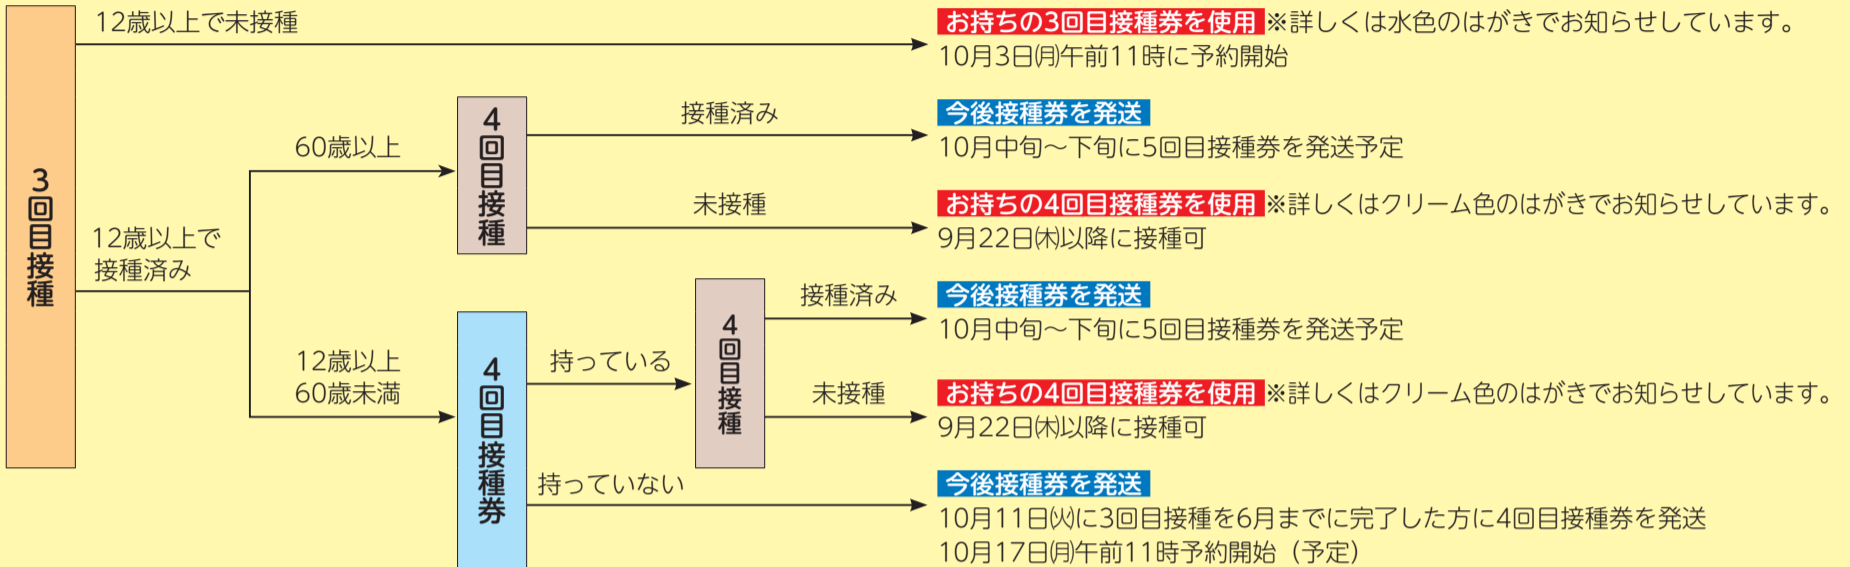 3回目接種
12歳以上で未接種
お持ちの3回目接種券を使用 ※詳しくは水色のはがきでお知らせしています。
10月3日㈪午前11時に予約開始
12歳以上で
接種済み
60歳以上
4回目接種
接種済み
今後接種券を発送
10月中旬～下旬に5回目接種券を発送予定
未接種
お持ちの4回目接種券を使用 ※詳しくはクリーム色のはがきでお知らせしています。
9月22日㈭以降に接種可
12歳以上
60歳未満
4回目接種券
持っている
4回目接種
接種済み
今後接種券を発送
10月中旬～下旬に5回目接種券を発送予定
未接種
お持ちの4回目接種券を使用 ※詳しくはクリーム色のはがきでお知らせしています。
9月22日㈭以降に接種可
持っていない
今後接種券を発送
10月11日㈫に3回目接種を6月までに完了した方に4回目接種券を発送
10月17日㈪午前11時予約開始（予定）